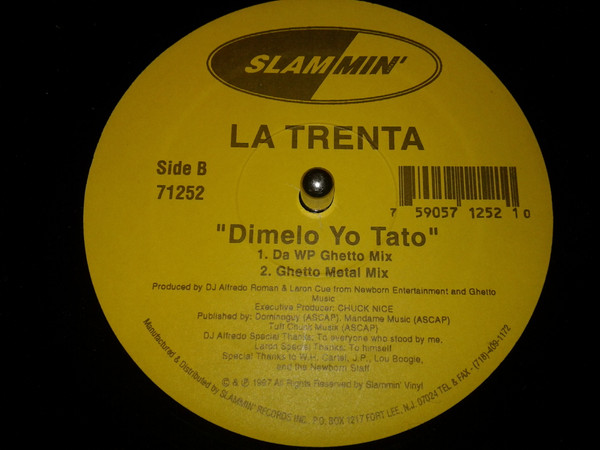 SLAMMIN'
LA TRENTA
Side B
71252
7 59057 1252 1 0
"Dimelo Yo Tato"
1. Da WP Ghetto Mix
2. Ghetto Metal Mix
Produced by DJ Alfredo Roman & Laron Cue from Newborn Entertainment and Ghetto
Music
Executive Producer: CHUCK NICE
Published by: Dominoguy (ASCAP), Mandame Music (ASCAP)
Tuff Chunk Musix (ASCAP)
DJ Alfredo Special Thanks: To everyone who stood by me.
Laron Special Thanks: To himself
Special Thanks to W.H. Cartel, J.P., Lou Boogie,
and the Newborn Staff
© & ℗ 1997 All Rights Reserved by Slammin' Vinyl
Manufactured & Distributed by SLAMMIN' RECORDS INC. P.O. BOX 1217 FORT LEE, N.J. 07024 TEL & FAX - (718)-409-1172